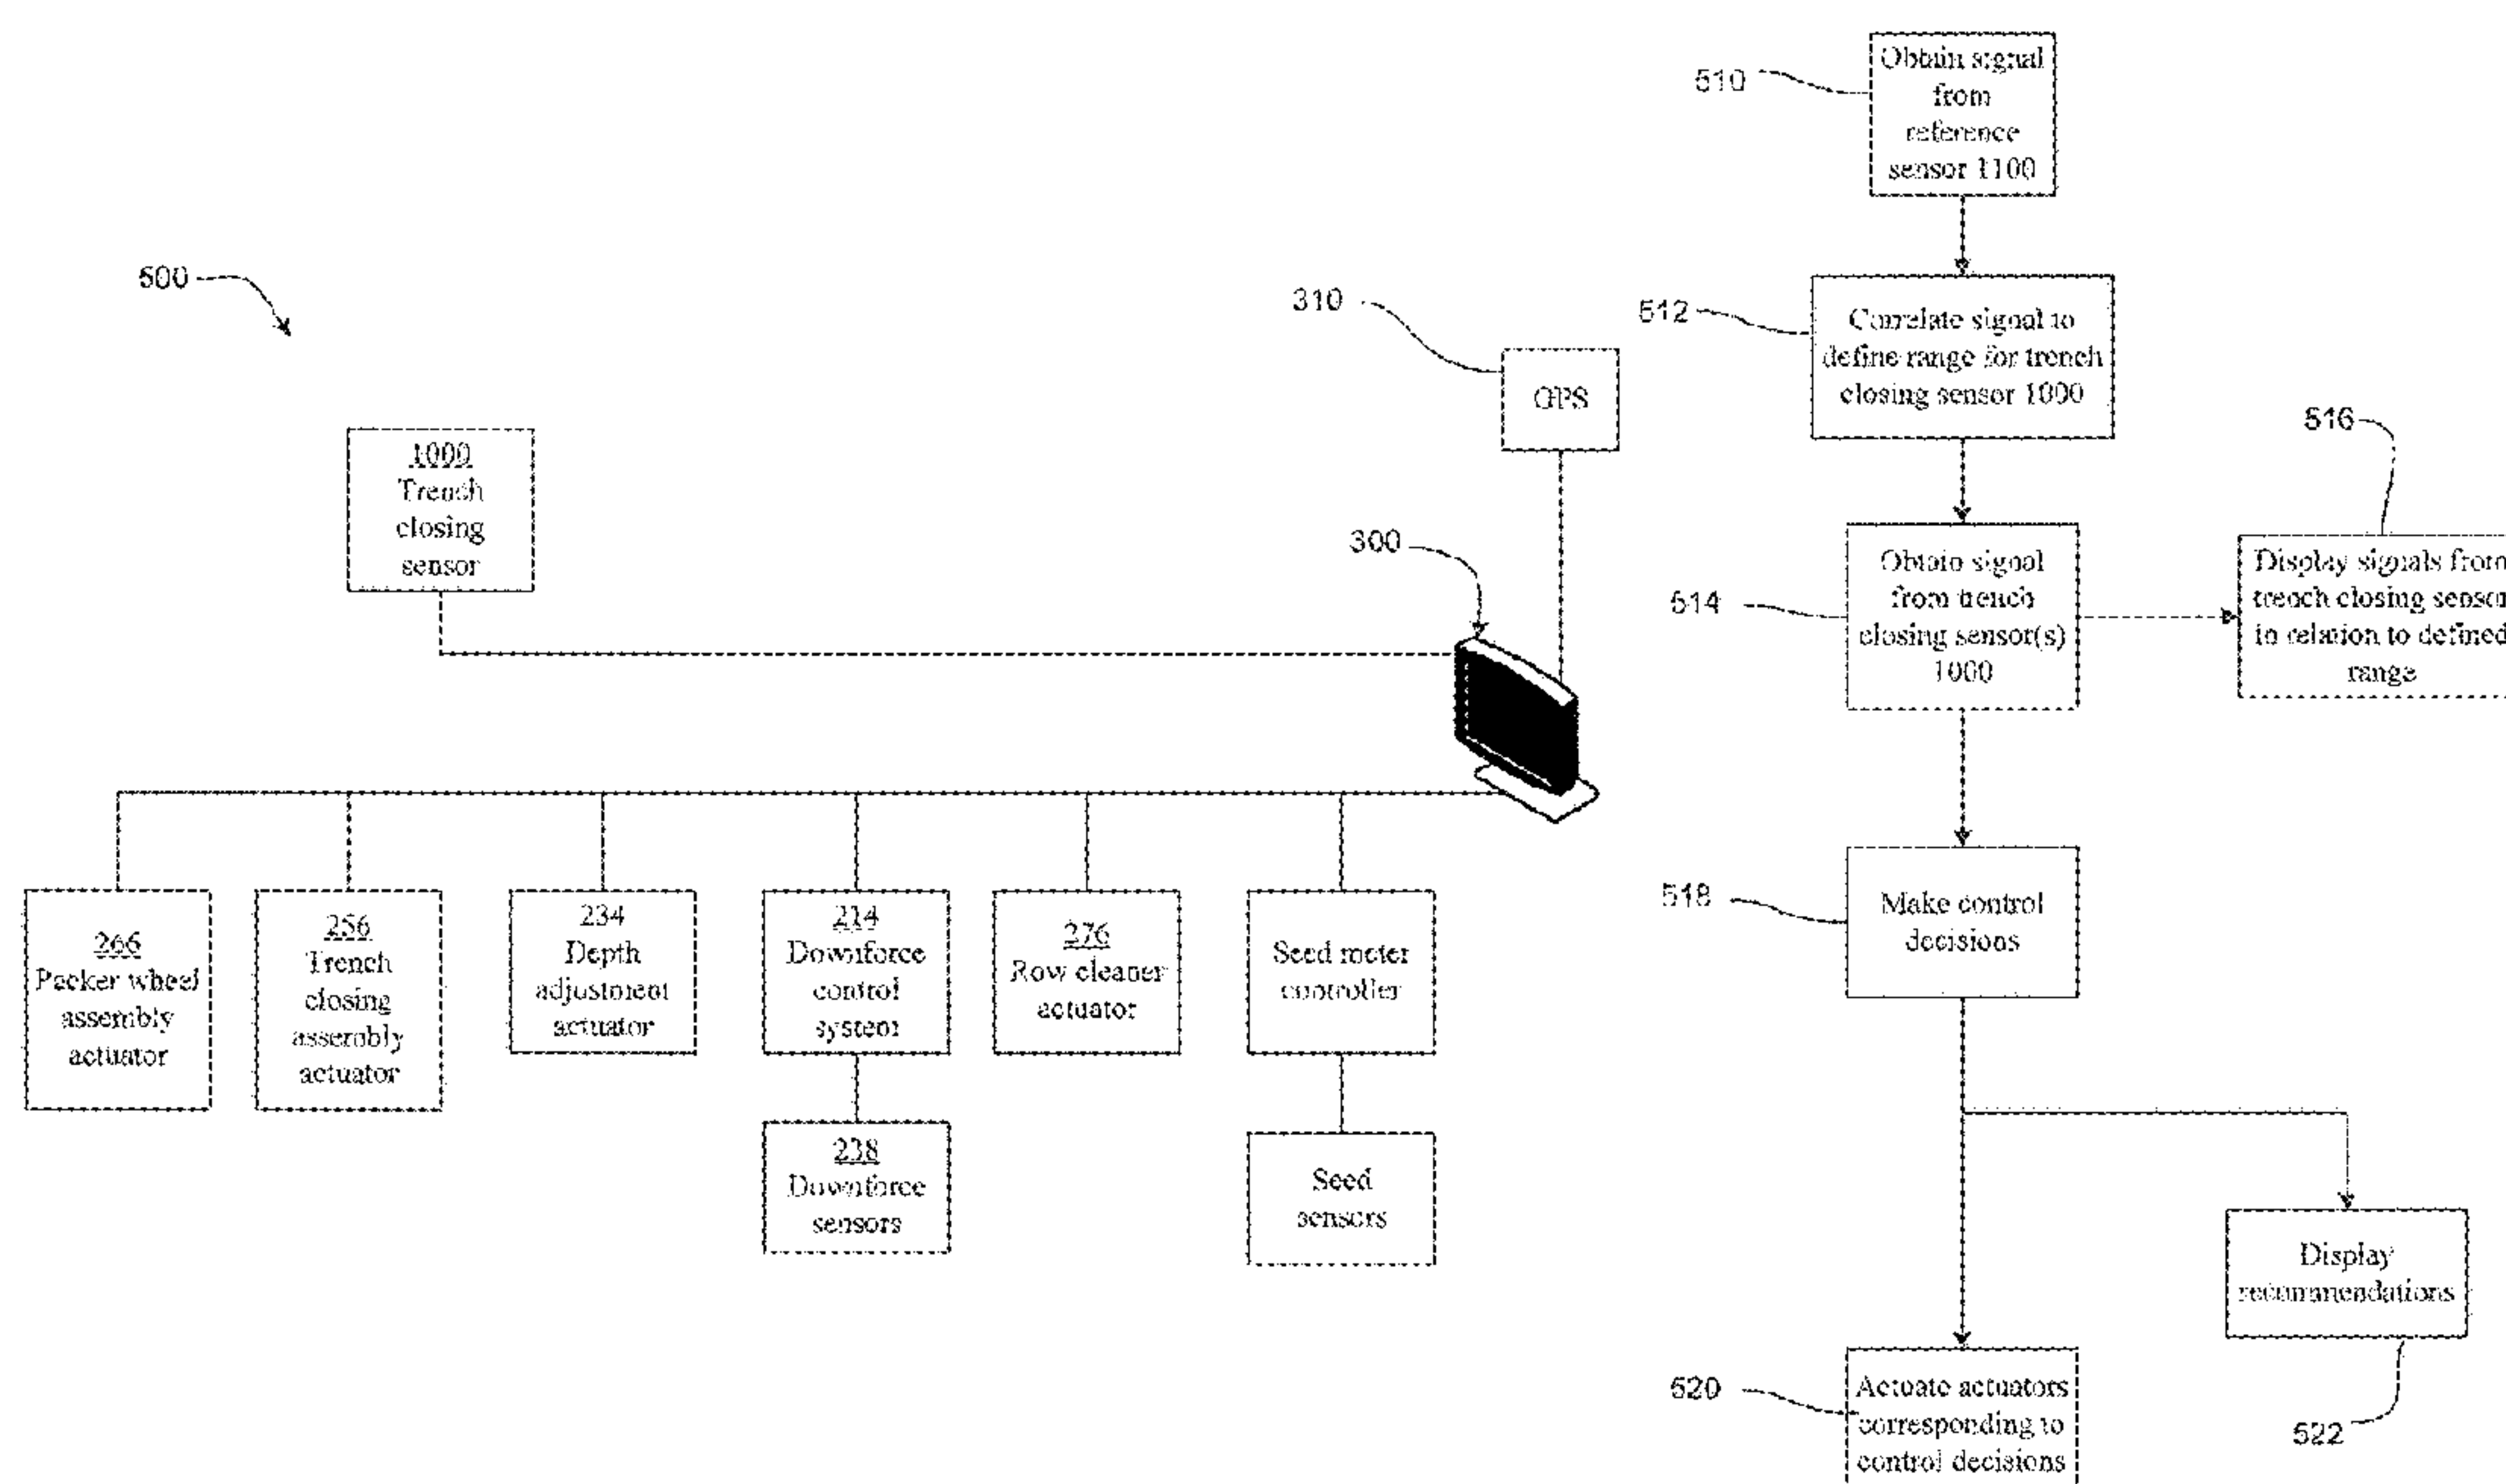 500
1000
Trench
closing
sensor
310
GPS
300
266
Packer wheel
assembly
actuator
256
Trench
closing
assembly
actuator
234
Depth
adjustment
actuator
214
Downforce
control
system
238
Downforce
sensors
276
Row cleaner
actuator
Seed meter
controller
Seed
sensors
510
Obtain signal
from
reference
sensor 1100
512
Correlate signal to
define range for trench
closing sensor 1000
514
Obtain signal
from trench
closing sensor(s)
1000
516
Display signals from
trench closing sensor
in relation to defined
range
518
Make control
decisions
520
Actuate actuators
corresponding to
control decisions
Display
recommendations
522